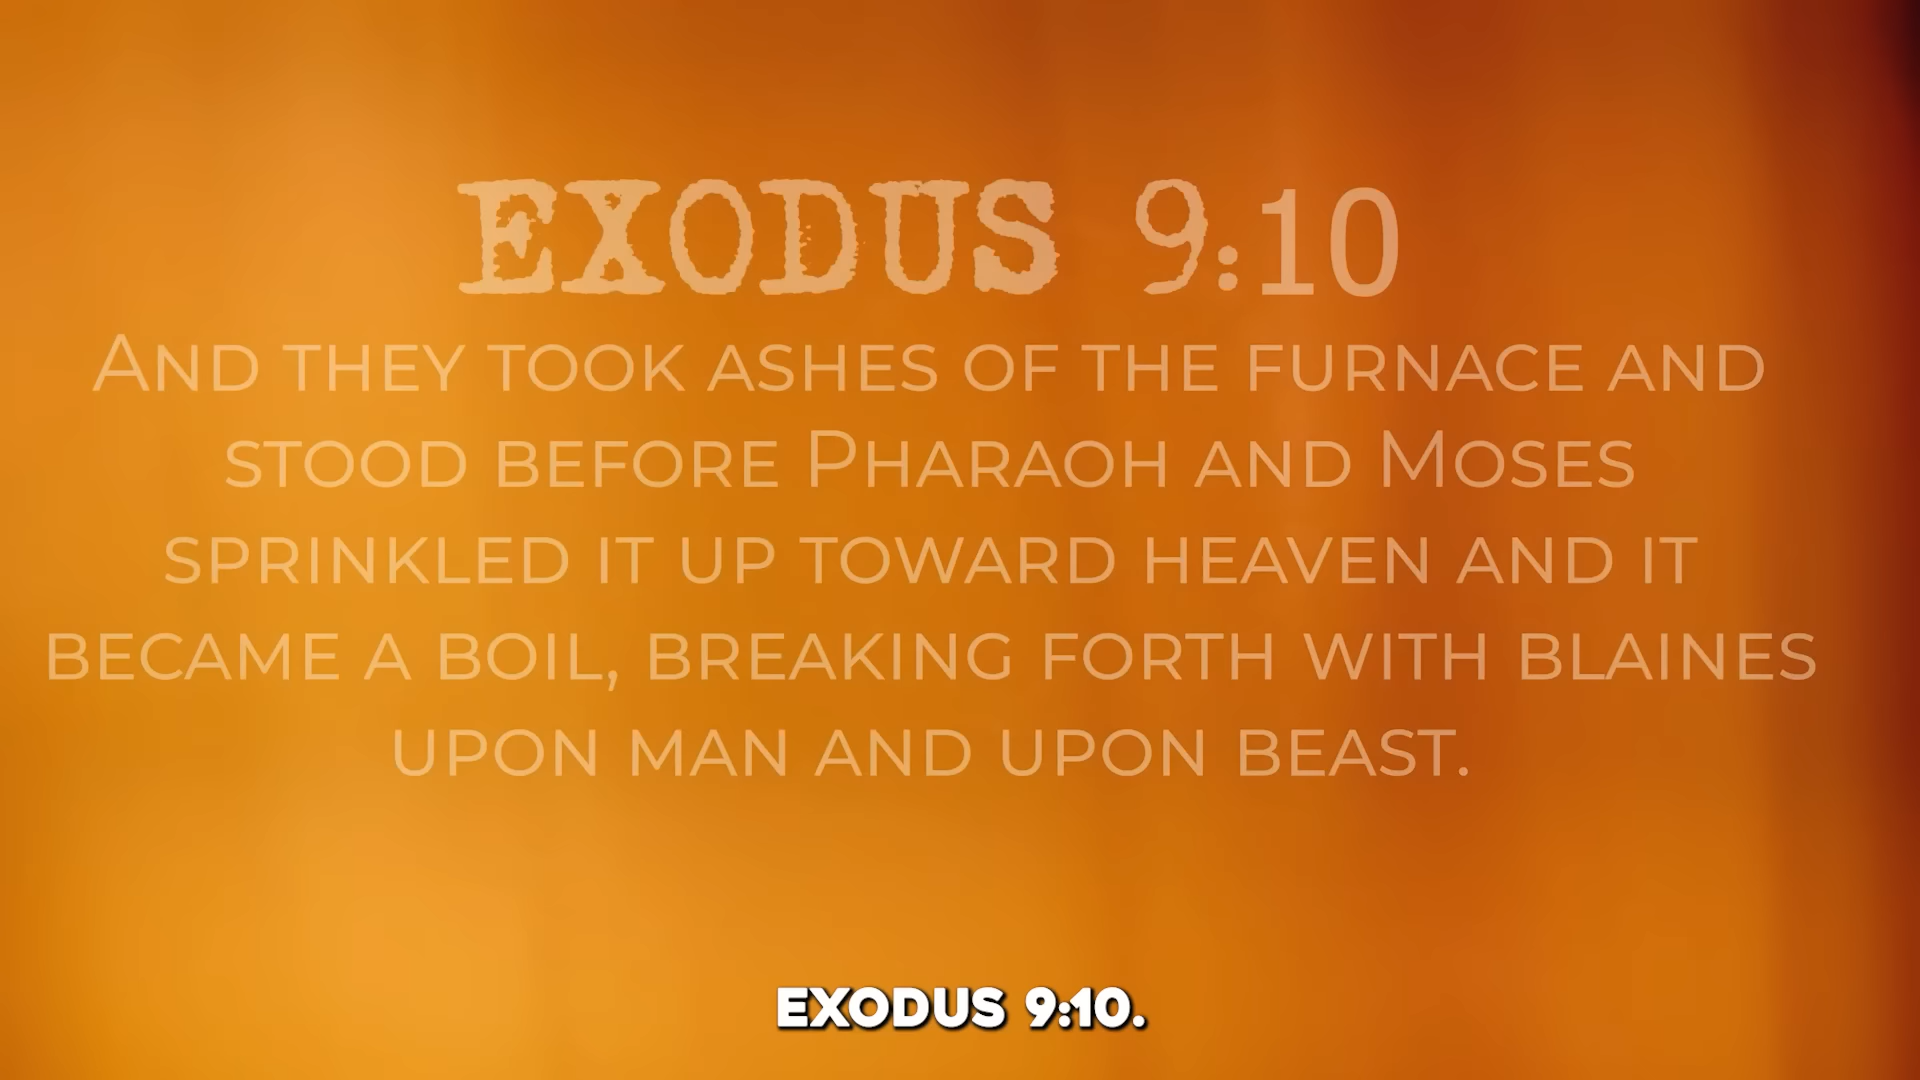 EXODUS 9:10
And they took ashes of the furnace and
stood before Pharaoh and Moses
sprinkled it up toward heaven and it
became a boil, breaking forth with blaines
upon man and upon beast.
EXODUS 9:10.